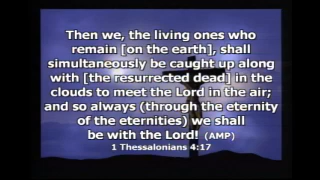 Then we, the living ones who
remain [on the earth], shall
simultaneously be caught up along
with [the resurrected dead] in the
clouds to meet the Lord in the air;
and so always (through the eternity
of the eternities) we shall
be with the Lord! (AMP)
1 Thessalonians 4:17